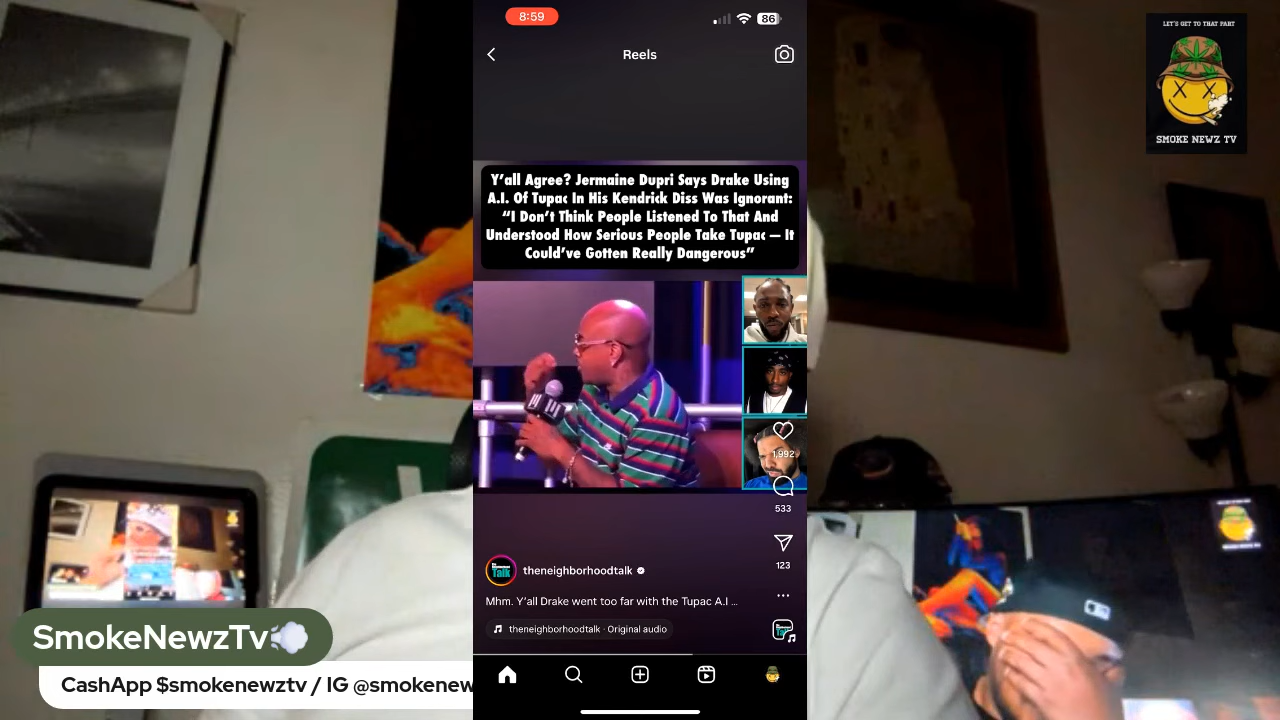 8:59
86
Reels
LET'S GET TO THAT PART
SMOKE NEWZ TV
Y'all Agree? Jermaine Dupri Says Drake Using
A.I. Of Tupac In His Kendrick Diss Was Ignorant:
“I Don't Think People Listened To That And
Understood How Serious People Take Tupac — It
Could've Gotten Really Dangerous”
1,992
533
123
Talk
theneighborhoodtalk
Mhm. Y'all Drake went too far with the Tupac A.I ...
theneighborhoodtalk · Original audio
SmokeNewzTv💨
CashApp $smokenewztv / IG @smokenew